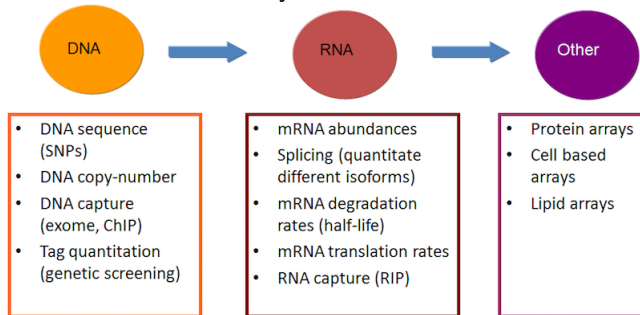 DNA
RNA
Other
• DNA sequence
(SNPs)
• DNA copy-number
• DNA capture
(exome, ChIP)
• Tag quantitation
(genetic screening)
• mRNA abundances
• Splicing (quantitate
different isoforms)
• mRNA degradation
rates (half-life)
• mRNA translation rates
• RNA capture (RIP)
• Protein arrays
• Cell based
arrays
• Lipid arrays